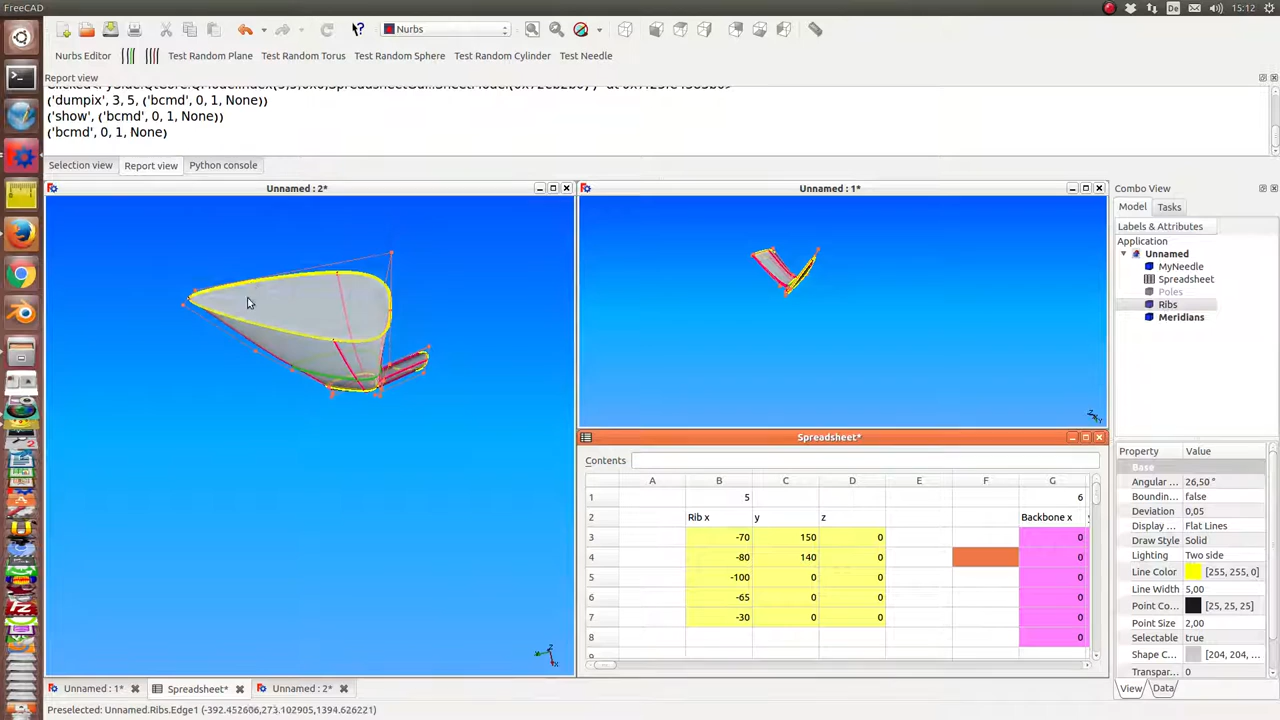 FreeCAD
De 15:12
Nurbs
Nurbs Editor Test Random Plane Test Random Torus Test Random Sphere Test Random Cylinder Test Needle
Report view
('dumpix', 3, 5, ('bcmd', 0, 1, None))
('show', ('bcmd', 0, 1, None))
('bcmd', 0, 1, None)
Selection view Report view Python console
Unnamed : 2*
Unnamed : 1*
Combo View
Model Tasks
Labels & Attributes
Application
Unnamed
MyNeedle
Spreadsheet
Poles
Ribs
Meridians
Spreadsheet*
Contents
A B C D E F G
1 5 6
2 Rib x y z Backbone x
3 -70 150 0 0
4 -80 140 0 0
5 -100 0 0 0
6 -65 0 0 0
7 -30 0 0 0
8 0
Property Value
Base
Angular ... 26,50 °
Boundin... false
Deviation 0,05
Display ... Flat Lines
Draw Style Solid
Lighting Two side
Line Color [255, 255, 0]
Line Width 5,00
Point Co... [25, 25, 25]
Point Size 2,00
Selectable true
Shape C... [204, 204, ...
Transpar... 0
View Data
Unnamed : 1* Spreadsheet* Unnamed : 2*
Preselected: Unnamed.Ribs.Edge1 (-392.452606,273.102905,1394.626221)